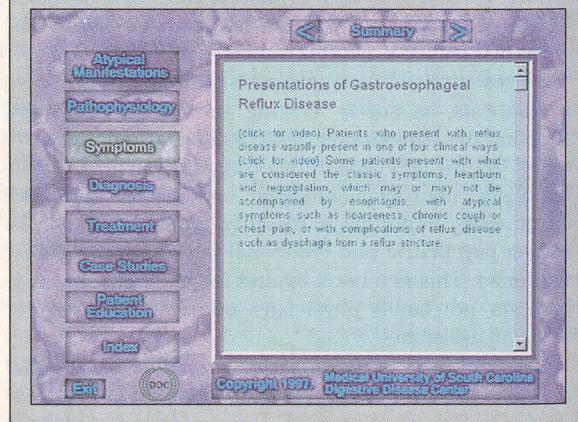 < Summary >
Atypical
Manifestations
Pathophysiology
Symptoms
Diagnosis
Treatment
Case Studies
Patient
Education
Index
Exit
DDC
Presentations of Gastroesophageal
Reflux Disease
(click for video) Patients who present with reflux
disease usually present in one of four clinical ways.
(click for video) Some patients present with what
are considered the classic symptoms, heartburn
and regurgitation, which may or may not be
accompanied by esophagitis, with atypical
symptoms such as hoarseness, chronic cough or
chest pain, or with complications of reflux disease
such as dysphagia from a reflux stricture.
Copyright 1997. Medical University of South Carolina
Digestive Disease Center